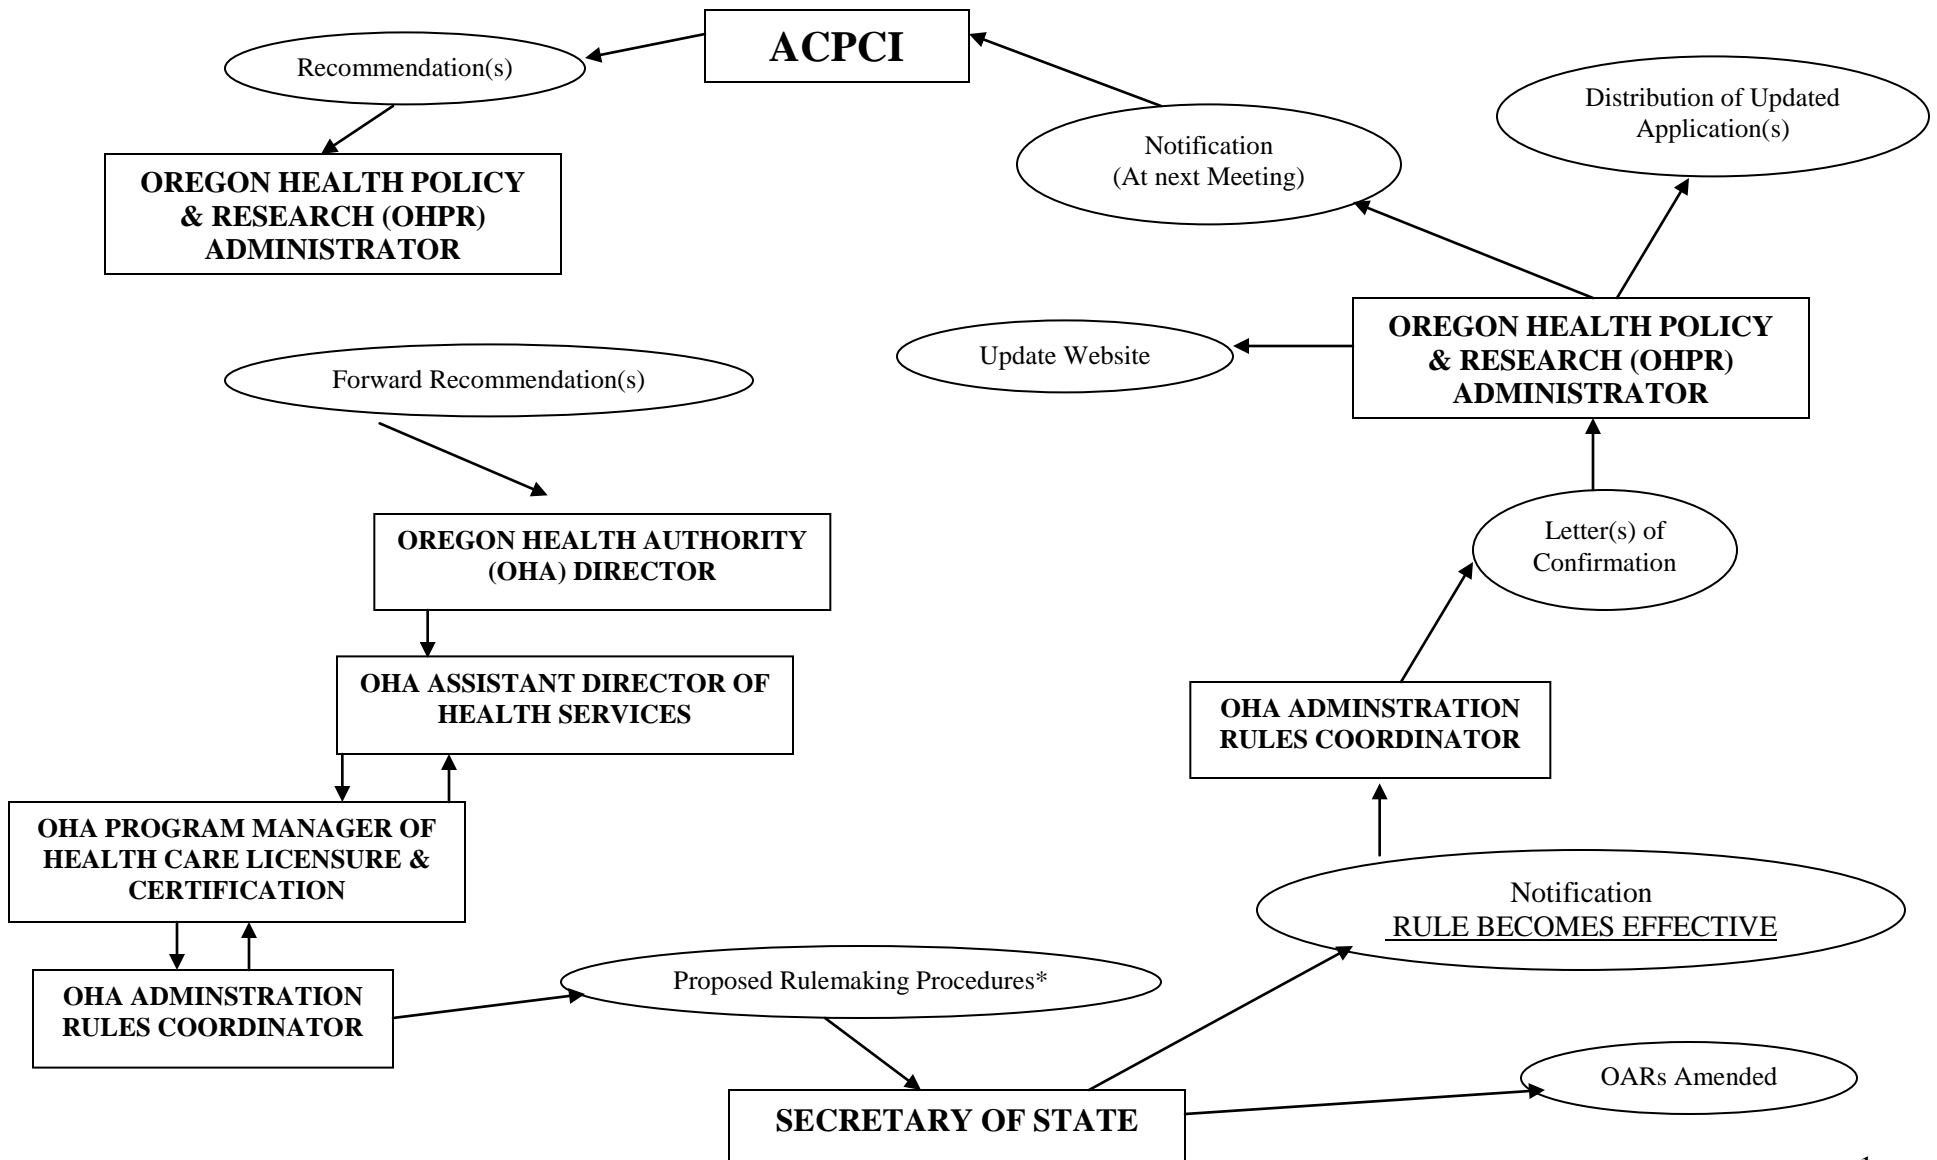 ACPCI
Recommendation(s)
OREGON HEALTH POLICY
& RESEARCH (OHPR)
ADMINISTRATOR
Forward Recommendation(s)
OREGON HEALTH AUTHORITY
(OHA) DIRECTOR
OHA ASSISTANT DIRECTOR OF
HEALTH SERVICES
OHA PROGRAM MANAGER OF
HEALTH CARE LICENSURE &
CERTIFICATION
OHA ADMINSTRATION
RULES COORDINATOR
Proposed Rulemaking Procedures*
SECRETARY OF STATE
OARs Amended
Notification
RULE BECOMES EFFECTIVE
OHA ADMINSTRATION
RULES COORDINATOR
Letter(s) of
Confirmation
OREGON HEALTH POLICY
& RESEARCH (OHPR)
ADMINISTRATOR
Update Website
Notification
(At next Meeting)
Distribution of Updated
Application(s)